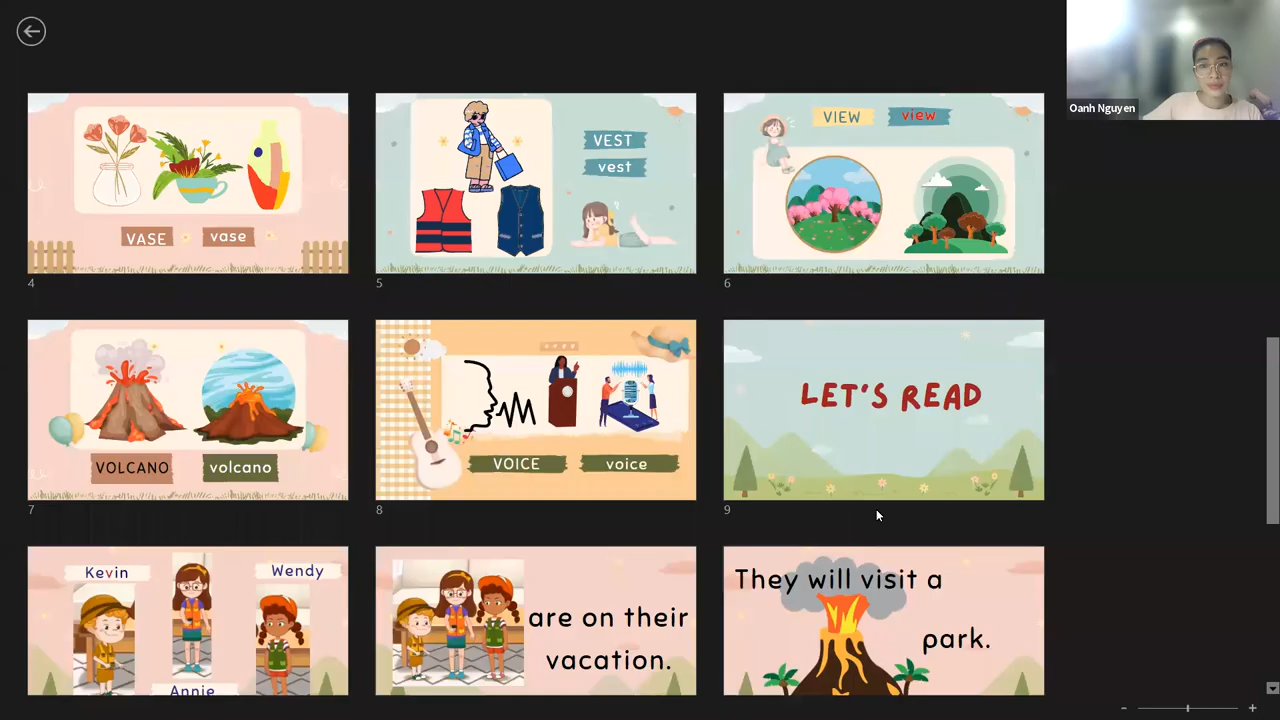 Oanh Nguyen
VASE vase
4
VEST
vest
5
VIEW view
6
VOLCANO volcano
7
VOICE voice
8
LET'S READ
9
Kevin
Wendy
Annie
are on their
vacation.
They will visit a
park.